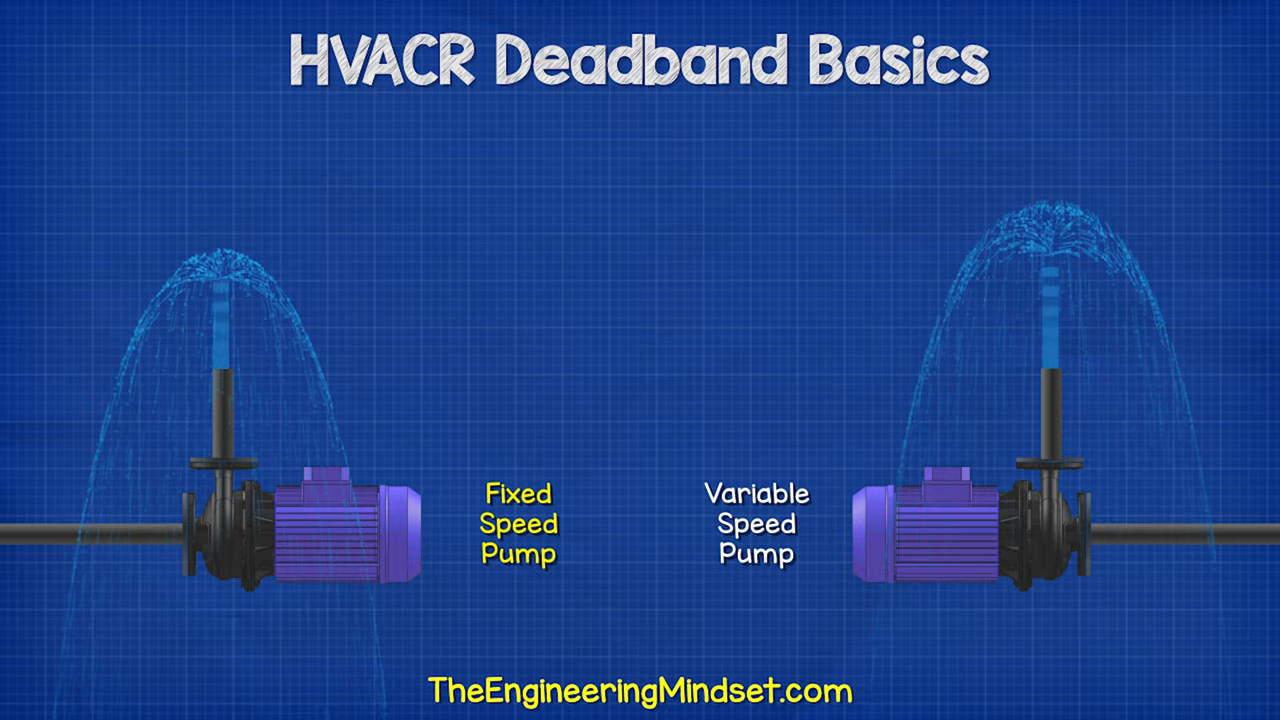 HVACR Deadband Basics
Fixed
Speed
Pump
Variable
Speed
Pump
TheEngineeringMindset.com